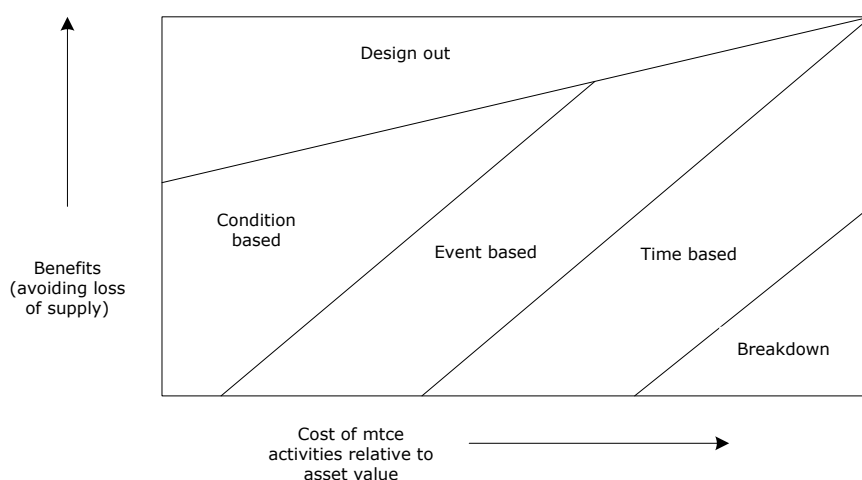 Design out
Condition
based
Event based
Time based
Benefits
(avoiding loss
of supply)
Breakdown
Cost of mtce
activities relative to
asset value